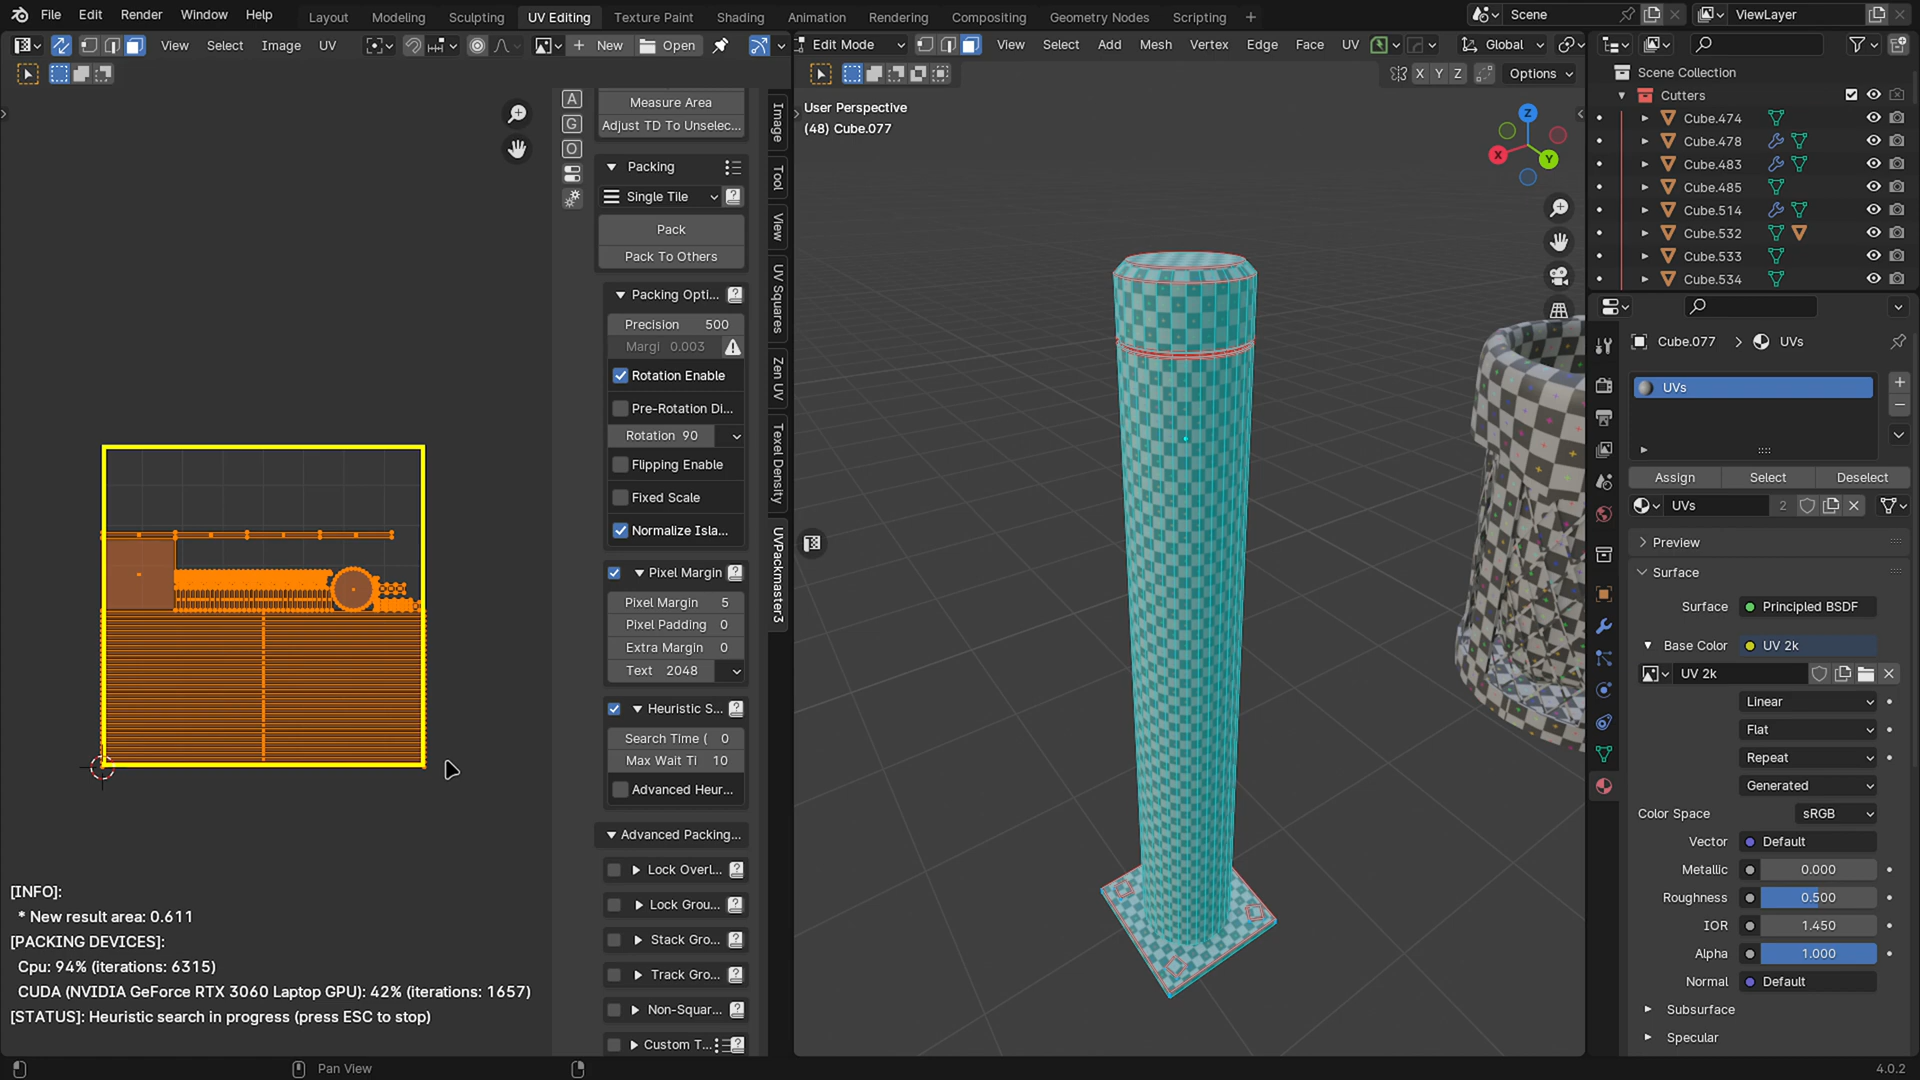 File Edit Render Window Help Layout Modeling Sculpting UV Editing Texture Paint Shading Animation Rendering Compositing Geometry Nodes Scripting + Scene ViewLayer
View Select Image UV New Open Edit Mode View Select Add Mesh Vertex Edge Face UV Global
X Y Z Options
Measure Area
Adjust TD To Unselec...
Packing
Single Tile
Pack
Pack To Others
Packing Opti...
Precision 500
Margi 0.003
Rotation Enable
Pre-Rotation Di...
Rotation 90
Flipping Enable
Fixed Scale
Normalize Isla...
Pixel Margin
Pixel Margin 5
Pixel Padding 0
Extra Margin 0
Text 2048
Heuristic S...
Search Time ( 0
Max Wait Ti 10
Advanced Heur...
Advanced Packing...
Lock Overl...
Lock Grou...
Stack Gro...
Track Gro...
Non-Squar...
Custom T...
A
G
O
Image
Tool
View
UV Squares
Zen UV
Texel Density
UVPackmaster3
[INFO]:
* New result area: 0.611
[PACKING DEVICES]:
Cpu: 94% (iterations: 6315)
CUDA (NVIDIA GeForce RTX 3060 Laptop GPU): 42% (iterations: 1657)
[STATUS]: Heuristic search in progress (press ESC to stop)
User Perspective
(48) Cube.077
Z
X
Y
Scene Collection
Cutters
Cube.474
Cube.478
Cube.483
Cube.485
Cube.514
Cube.532
Cube.533
Cube.534
Cube.077 > UVs
UVs
Assign Select Deselect
UVs 2
Preview
Surface
Surface Principled BSDF
Base Color UV 2k
UV 2k
Linear
Flat
Repeat
Generated
Color Space sRGB
Vector Default
Metallic 0.000
Roughness 0.500
IOR 1.450
Alpha 1.000
Normal Default
Subsurface
Specular
Pan View
4.0.2